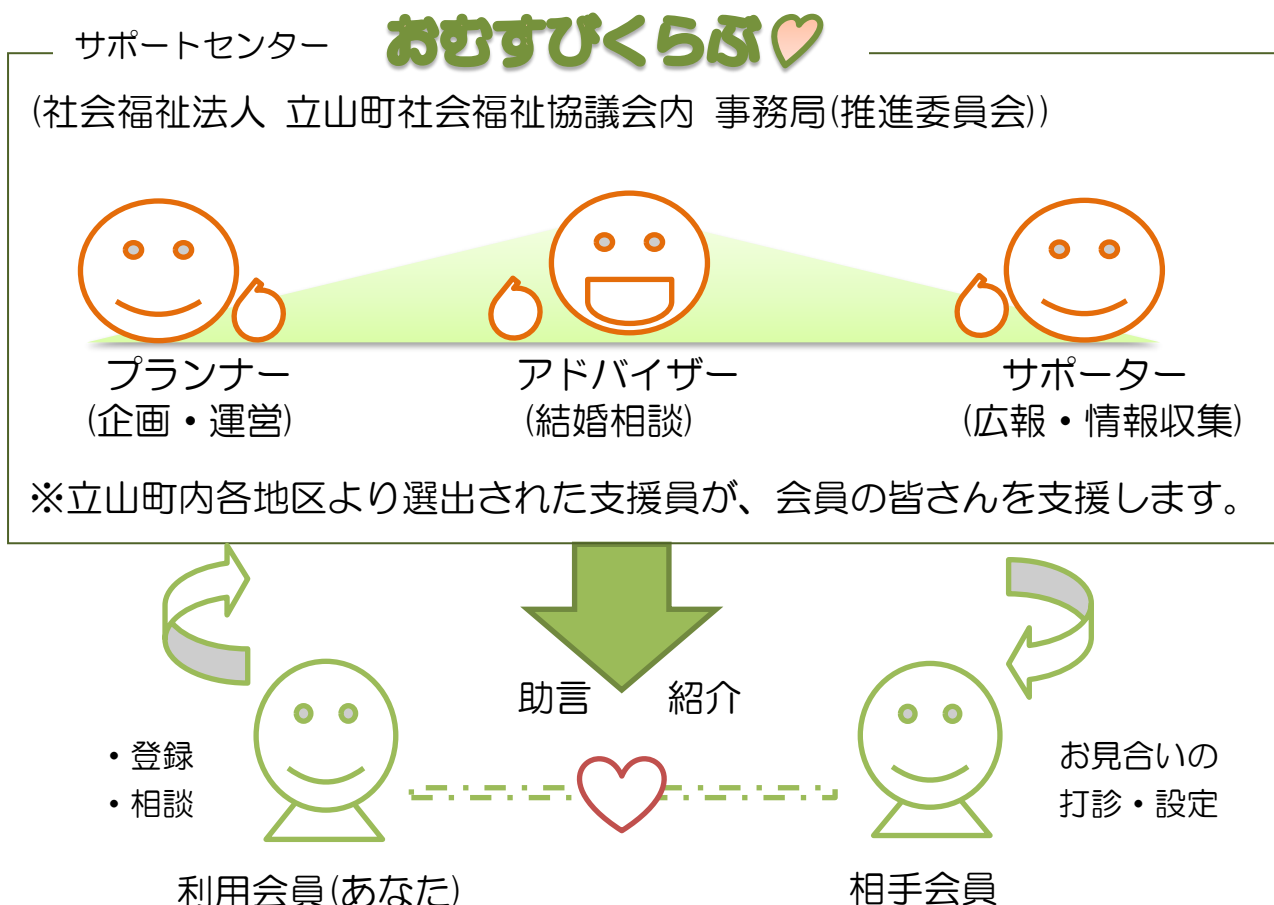 サポートセンター おむすびくらぶ
(社会福祉法人 立山町社会福祉協議会内 事務局(推進委員会))
プランナー
(企画・運営)
アドバイザー
(結婚相談)
サポーター
(広報・情報収集)
※立山町内各地区より選出された支援員が、会員の皆さんを支援します。
助言 紹介
・登録
・相談
お見合いの
打診・設定
利用会員(あなた)
相手会員